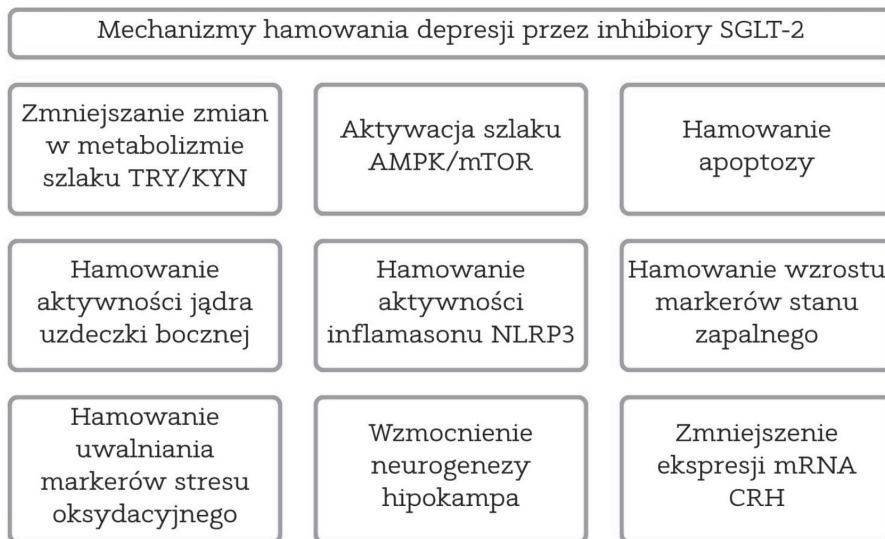 Mechanizmy hamowania depresji przez inhibiory SGLT-2
Zmniejszanie zmian
w metabolizmie
szlaku TRY/KYN
Aktywacja szlaku
AMPK/mTOR
Hamowanie
apoptozy
Hamowanie
aktywności jądra
uzdeczki bocznej
Hamowanie
aktywności
inflamasonu NLRP3
Hamowanie wzrostu
markerów stanu
zapalnego
Hamowanie
uwalniania
markerów stresu
oksydacyjnego
Wzmocnienie
neurogenezy
hipokampa
Zmniejszenie
ekspresji mRNA
CRH